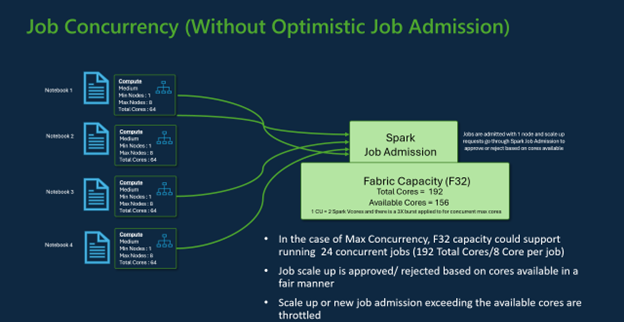 Job Concurrency (Without Optimistic Job Admission)
Notebook 1
Compute
Medium
Min Nodes : 1
Max Nodes : 8
Total Cores : 64
Notebook 2
Compute
Medium
Min Nodes : 1
Max Nodes : 8
Total Cores : 64
Notebook 3
Compute
Medium
Min Nodes : 1
Max Nodes : 8
Total Cores : 64
Notebook 4
Compute
Medium
Min Nodes : 1
Max Nodes : 8
Total Cores : 64
Spark
Job Admission
Jobs are admitted with 1 node and scale up
requests go through Spark Job Admission to
approve or reject based on cores available
Fabric Capacity (F32)
Total Cores = 192
Available Cores = 156
1 CU = 2 Spark Vcores and there is a 3X burst applied to for concurrent max cores
• In the case of Max Concurrency, F32 capacity could support
running 24 concurrent jobs (192 Total Cores/8 Core per job)
• Job scale up is approved/ rejected based on cores available in a
fair manner
• Scale up or new job admission exceeding the available cores are
throttled